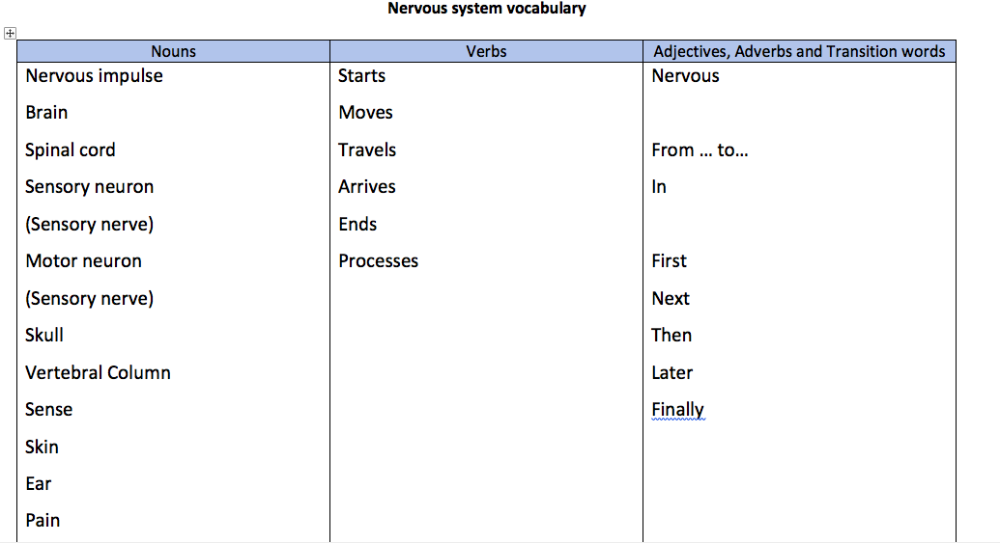 Nervous system vocabulary
Nouns Verbs Adjectives, Adverbs and Transition words
Nervous impulse Starts Nervous
Brain Moves
Spinal cord Travels From ... to...
Sensory neuron Arrives In
(Sensory nerve) Ends
Motor neuron Processes First
(Sensory nerve) Next
Skull Then
Vertebral Column Later
Sense Finally
Skin
Ear
Pain